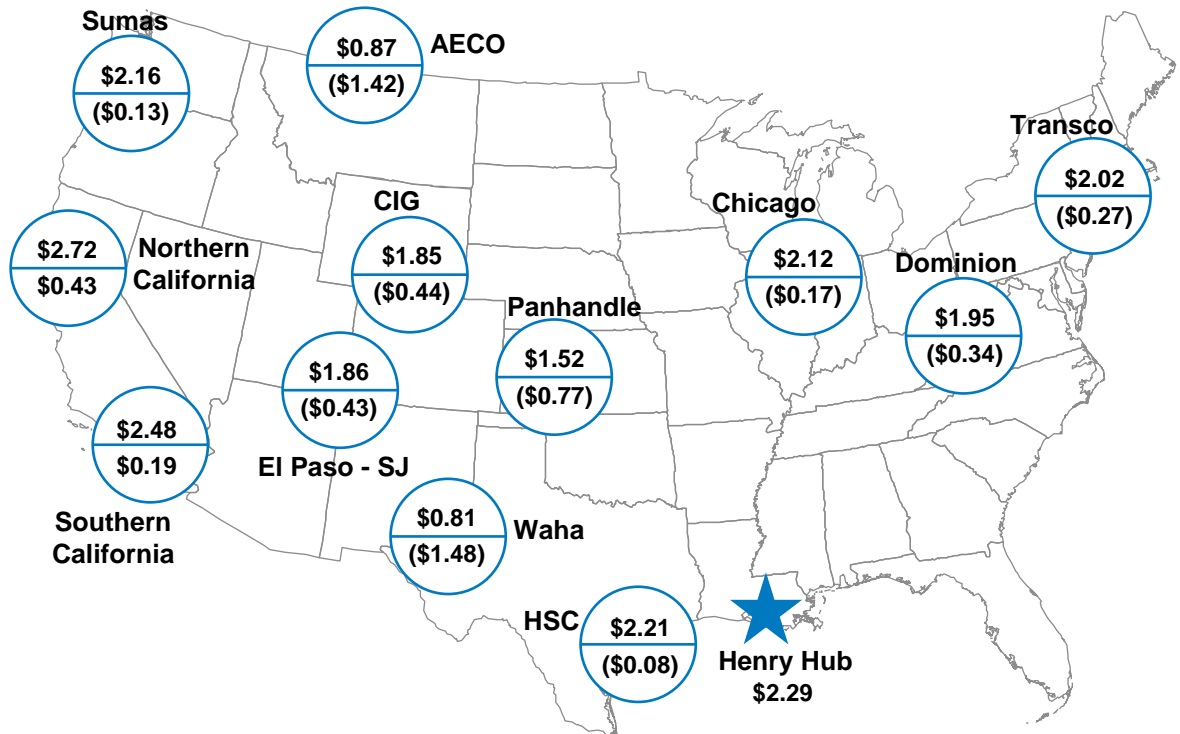 Sumas
$2.16
($0.13)
$0.87
($1.42)
AECO
Transco
$2.02
($0.27)
CIG
$1.85
($0.44)
Chicago
$2.12
($0.17)
$2.72
$0.43
Northern
California
Dominion
$1.95
($0.34)
Panhandle
$1.52
($0.77)
$1.86
($0.43)
El Paso - SJ
$2.48
$0.19
Southern
California
$0.81
($1.48)
Waha
HSC
$2.21
($0.08)
Henry Hub
$2.29